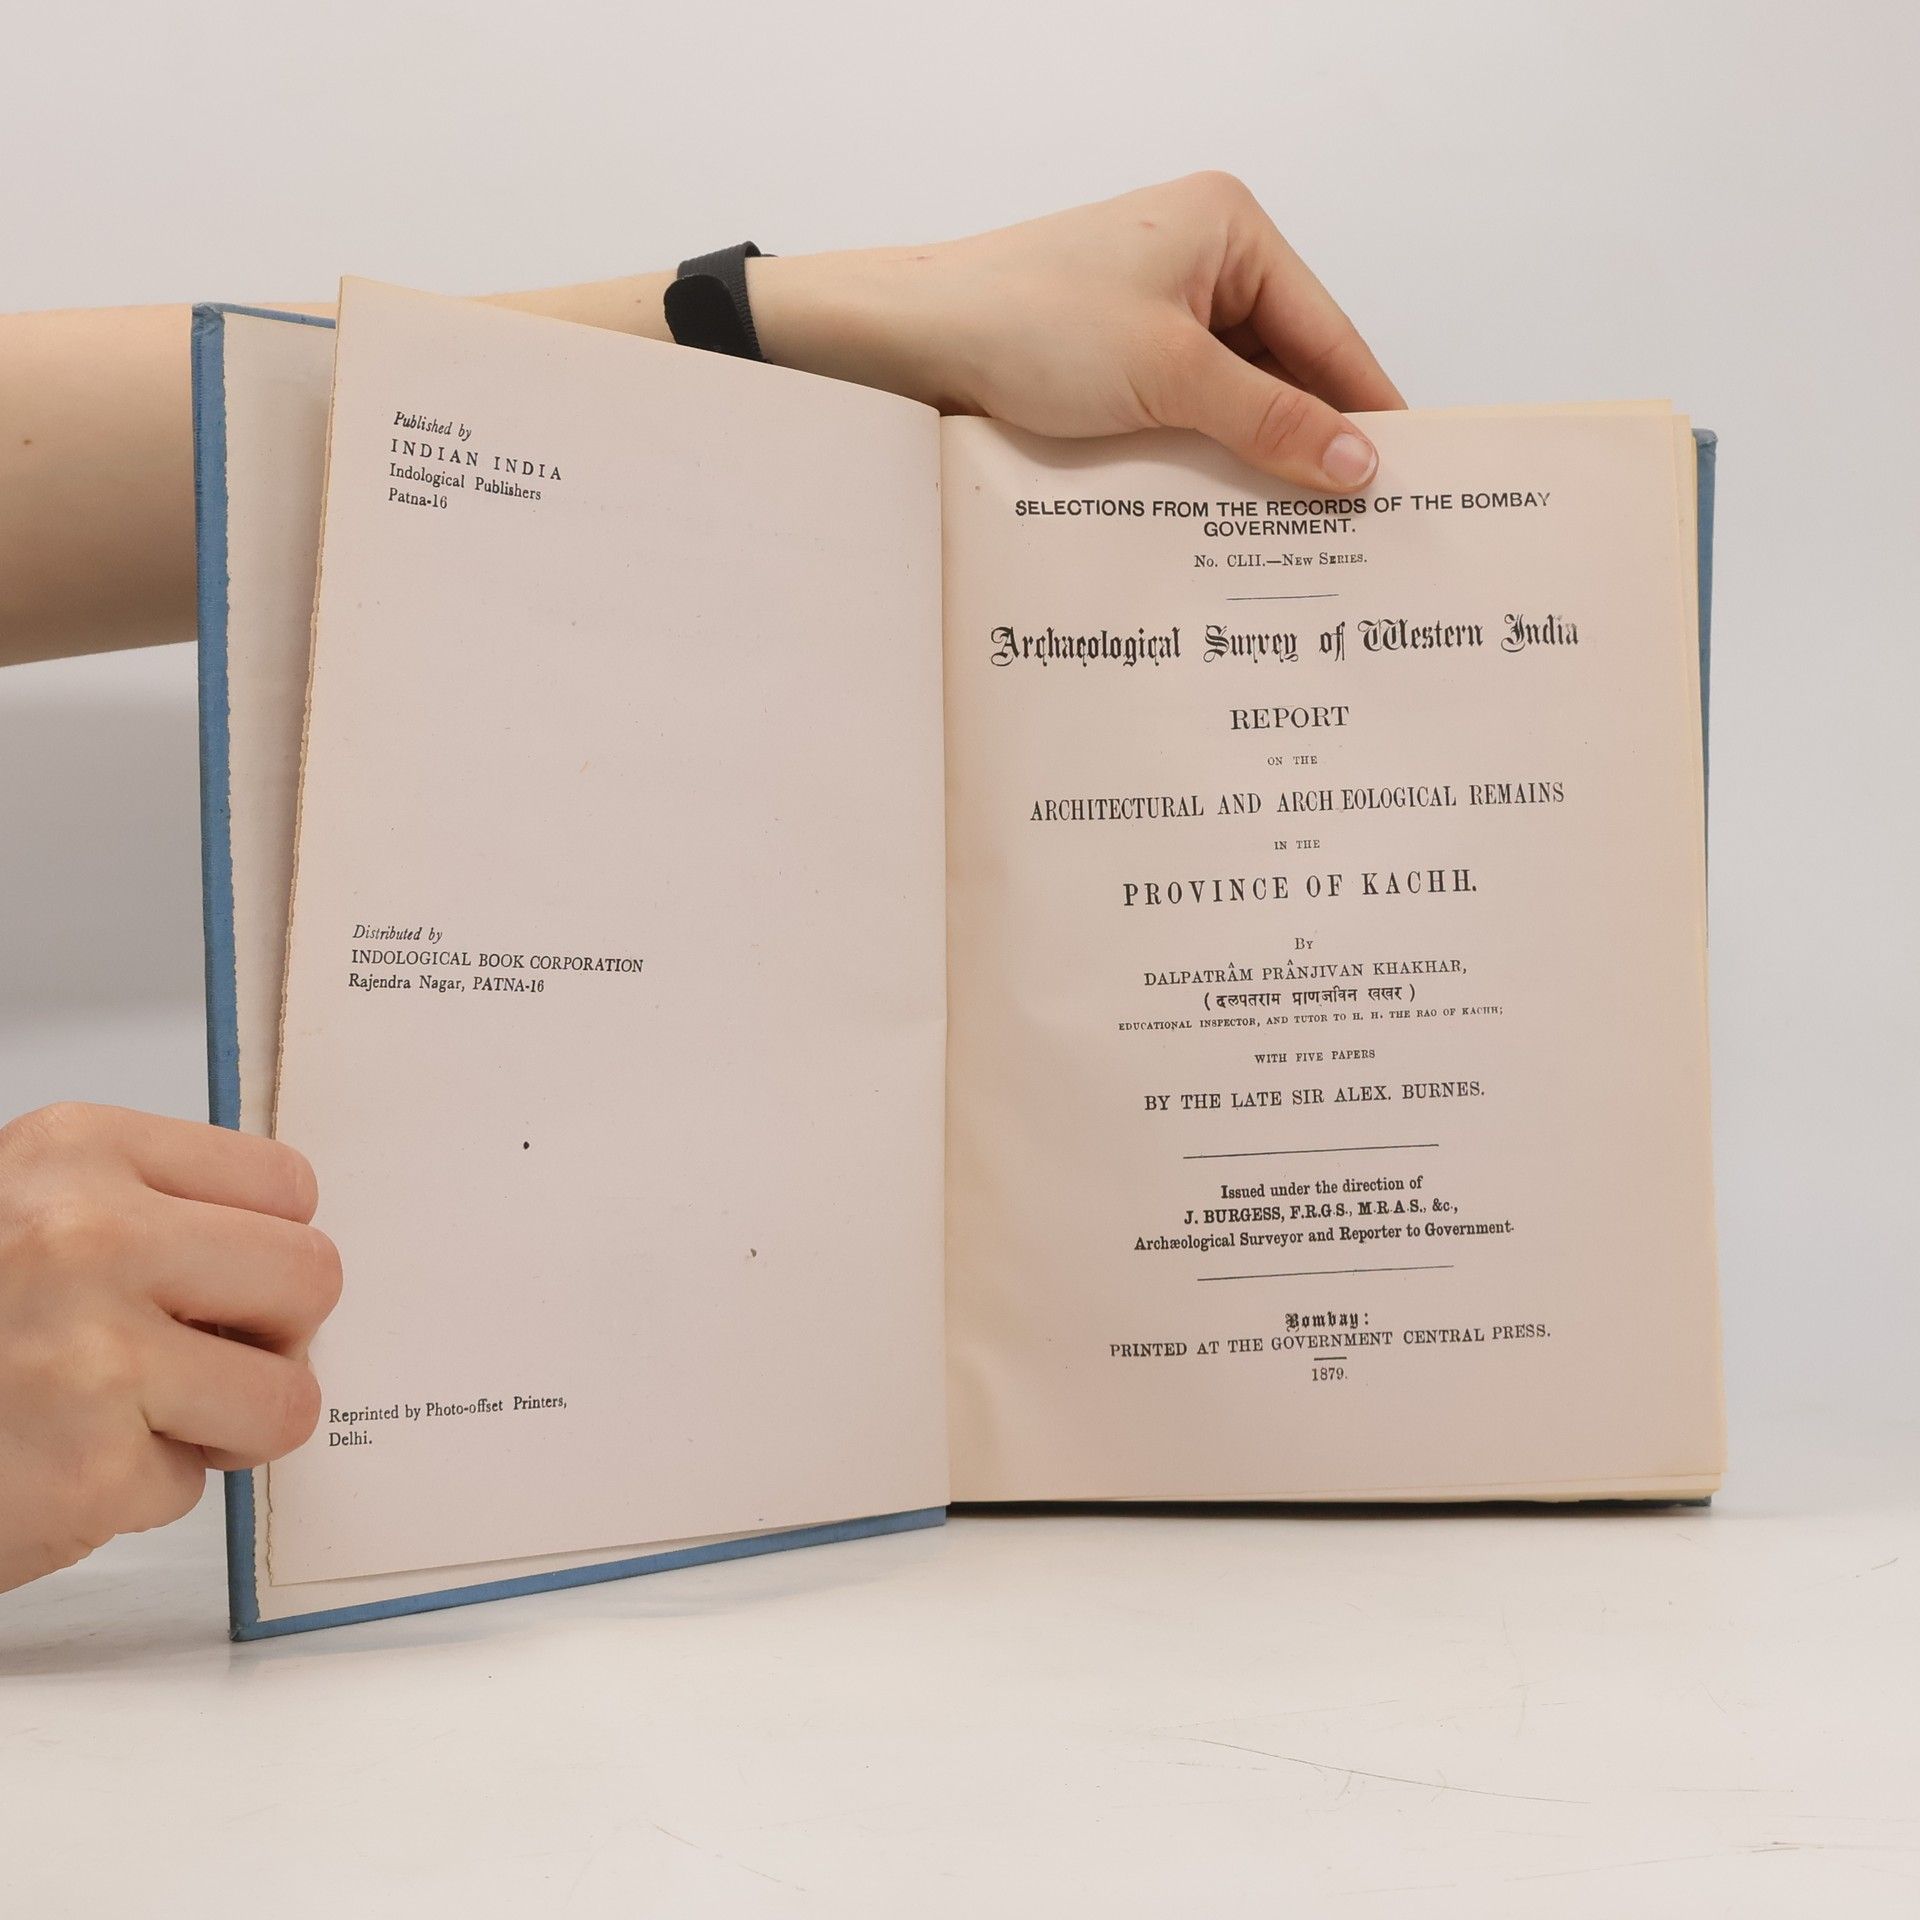 Published by
INDIAN INDIA
Indological Publishers
Patna-16
Distributed by
INDOLOGICAL BOOK CORPORATION
Rajendra Nagar, PATNA-16
Reprinted by Photo-offset Printers,
Delhi.
SELECTIONS FROM THE RECORDS OF THE BOMBAY
GOVERNMENT.
No. CLII.—New Series.
Archaeological Survey of Western India
REPORT
ON THE
ARCHITECTURAL AND ARCH EOLOGICAL REMAINS
IN THE
PROVINCE OF KACHH.
By
DALPATRÂM PRÂNJIVAN KHAKHAR,
( दलपतराम प्राणजीवन खखर )
EDUCATIONAL INSPECTOR, AND TUTOR TO H. H. THE RAO OF KACHH;
WITH FIVE PAPERS
BY THE LATE SIR ALEX. BURNES.
Issued under the direction of
J. BURGESS, F.R.G.S., M.R.A.S., &c.,
Archæological Surveyor and Reporter to Government.
Bombay:
PRINTED AT THE GOVERNMENT CENTRAL PRESS.
1879.